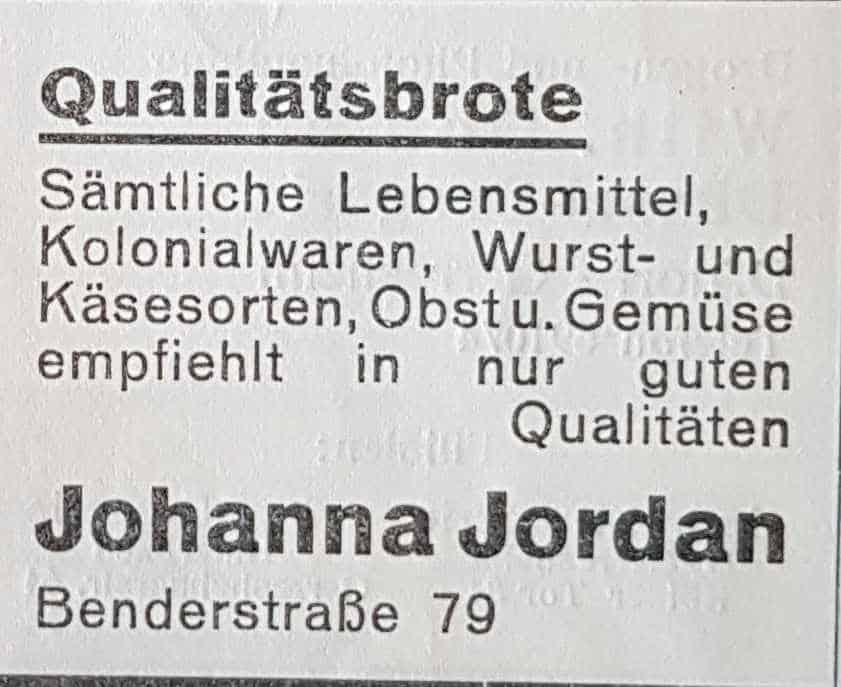 Qualitätsbrote
Sämtliche Lebensmittel,
Kolonialwaren, Wurst- und
Käsesorten, Obst u. Gemüse
empfiehlt in nur guten
Qualitäten
Johanna Jordan
Benderstraße 79